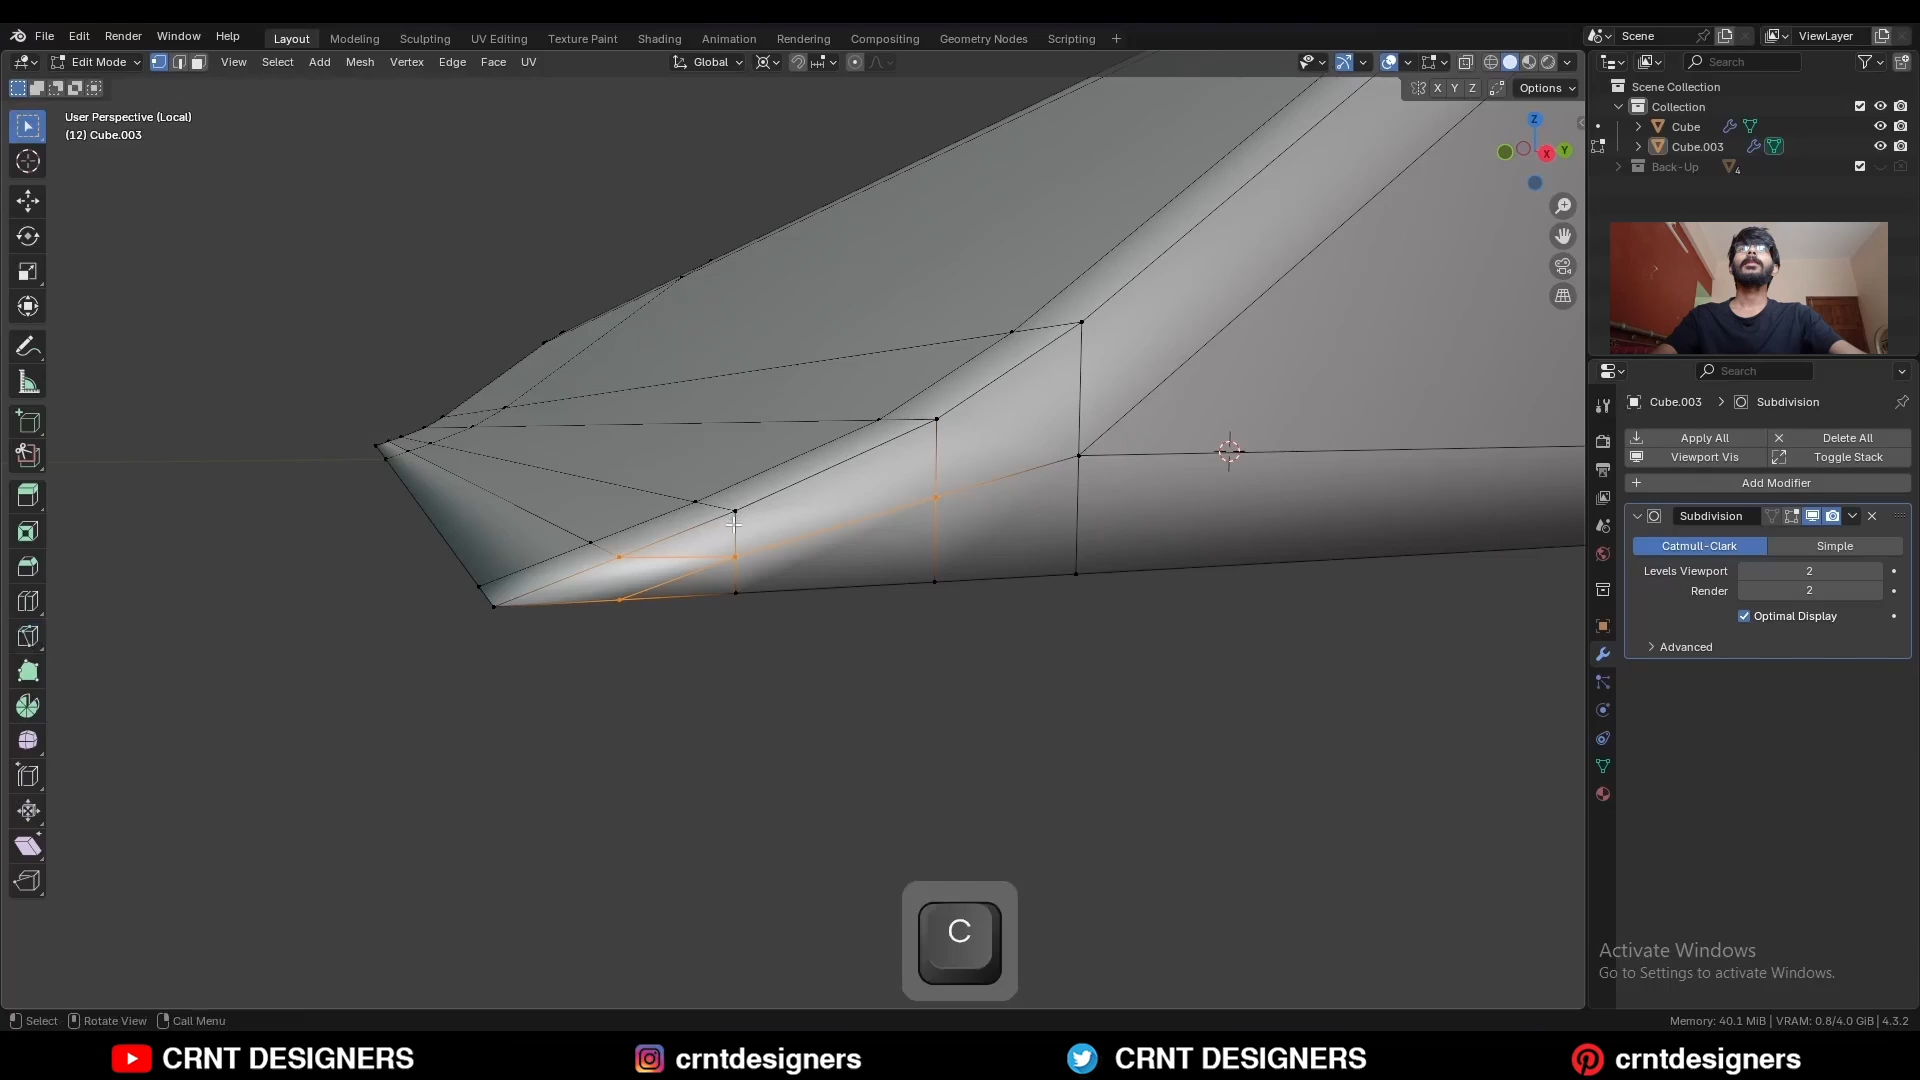 File Edit Render Window Help Layout Modeling Sculpting UV Editing Texture Paint Shading Animation Rendering Compositing Geometry Nodes Scripting + Scene ViewLayer
Edit Mode View Select Add Mesh Vertex Edge Face UV Global Search
X Y Z Options
User Perspective (Local)
(12) Cube.003
Z
X
Y
Scene Collection
Collection
Cube
Cube.003
Back-Up 4
Search
Cube.003 > Subdivision
Apply All Delete All
Viewport Vis Toggle Stack
Add Modifier
Subdivision
Catmull-Clark Simple
Levels Viewport 2
Render 2
Optimal Display
Advanced
C
Activate Windows
Go to Settings to activate Windows.
Select Rotate View Call Menu Memory: 40.1 MiB | VRAM: 0.8/4.0 GiB | 4.3.2
CRNT DESIGNERS crntdesigners CRNT DESIGNERS crntdesigners